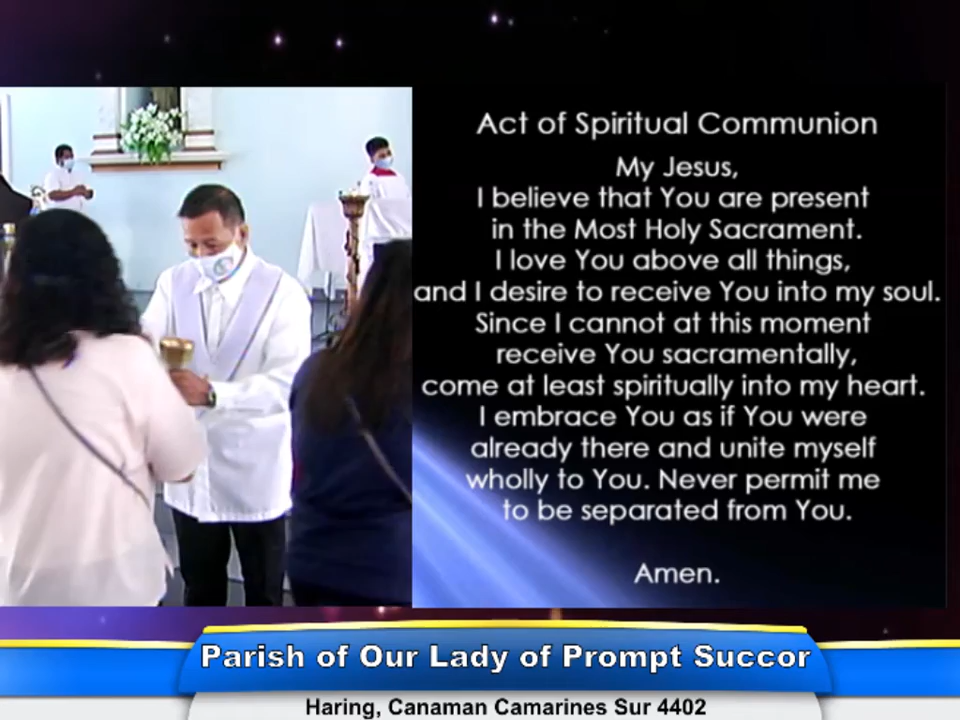 Act of Spiritual Communion
My Jesus,
I believe that You are present
in the Most Holy Sacrament.
I love You above all things,
and I desire to receive You into my soul.
Since I cannot at this moment
receive You sacramentally,
come at least spiritually into my heart.
I embrace You as if You were
already there and unite myself
wholly to You. Never permit me
to be separated from You.
Amen.
Parish of Our Lady of Prompt Succor
Haring, Canaman Camarines Sur 4402